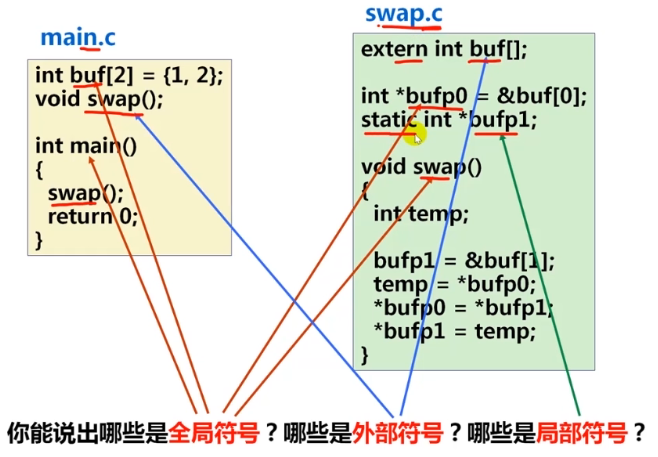 main.c
int buf[2] = {1, 2};
void swap();
int main()
{
swap();
return 0;
}
swap.c
extern int buf[];
int *bufp0 = &buf[0];
static int *bufp1;
void swap()
{
int temp;
bufp1 = &buf[1];
temp = *bufp0;
*bufp0 = *bufp1;
*bufp1 = temp;
}
你能说出哪些是全局符号？哪些是外部符号？哪些是局部符号？